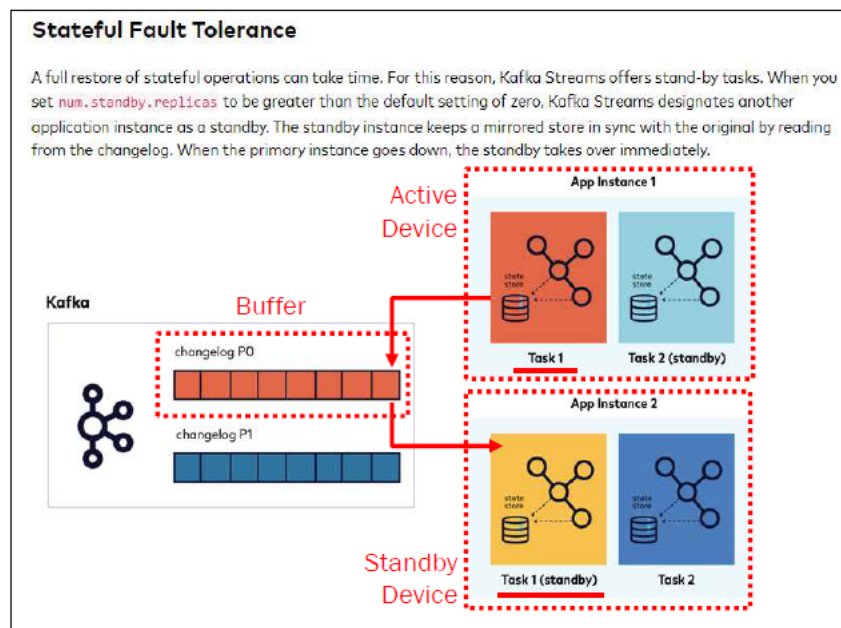 Stateful Fault Tolerance
A full restore of stateful operations can take time. For this reason, Kafka Streams offers stand-by tasks. When you
set num.standby.replicas to be greater than the default setting of zero, Kafka Streams designates another
application instance as a standby. The standby instance keeps a mirrored store in sync with the original by reading
from the changelog. When the primary instance goes down, the standby takes over immediately.
Active
Device
App Instance 1
state
store
state
store
Task 1
Task 2 (standby)
Kafka
Buffer
changelog P0
changelog P1
App Instance 2
state
store
state
store
Standby
Device
Task 1 (standby)
Task 2